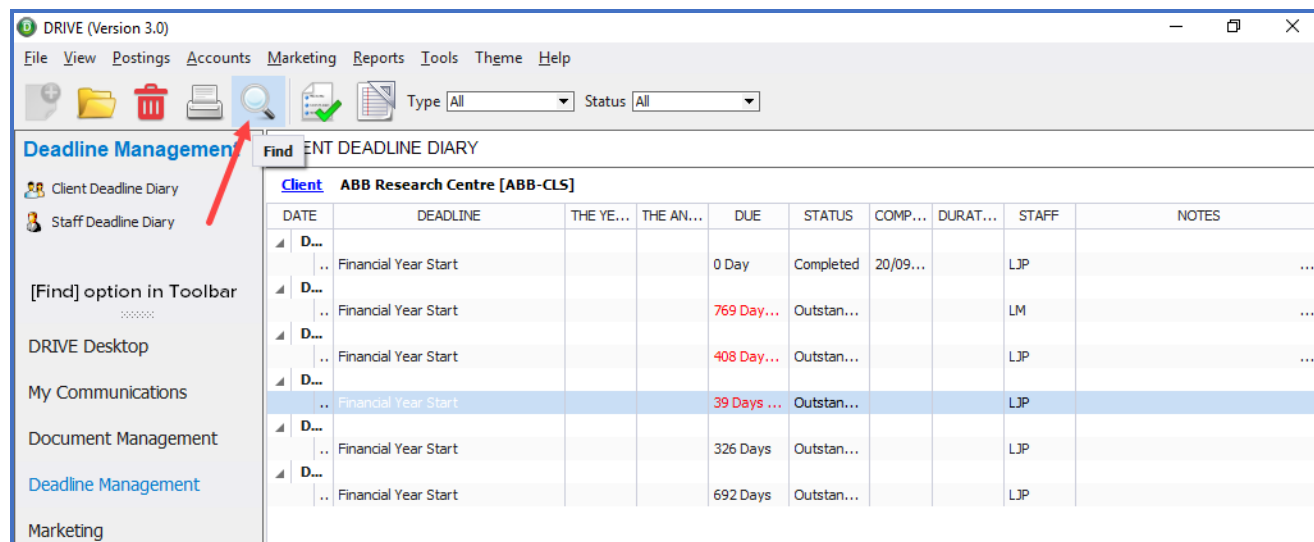 DRIVE (Version 3.0)
File View Postings Accounts Marketing Reports Tools Theme Help
Type All Status All
Deadline Management Find ENT DEADLINE DIARY
Client Deadline Diary
Staff Deadline Diary
[Find] option in Toolbar
DRIVE Desktop
My Communications
Document Management
Deadline Management
Marketing
Client ABB Research Centre [ABB-CLS]
DATE DEADLINE THE YE... THE AN... DUE STATUS COMP... DURAT... STAFF NOTES
D...
.. Financial Year Start 0 Day Completed 20/09... LJP ...
D...
.. Financial Year Start 769 Day... Outstan... LM ...
D...
.. Financial Year Start 408 Day... Outstan... LJP ...
D...
.. Financial Year Start 39 Days ... Outstan... LJP
D...
.. Financial Year Start 326 Days Outstan... LJP
D...
.. Financial Year Start 692 Days Outstan... LJP